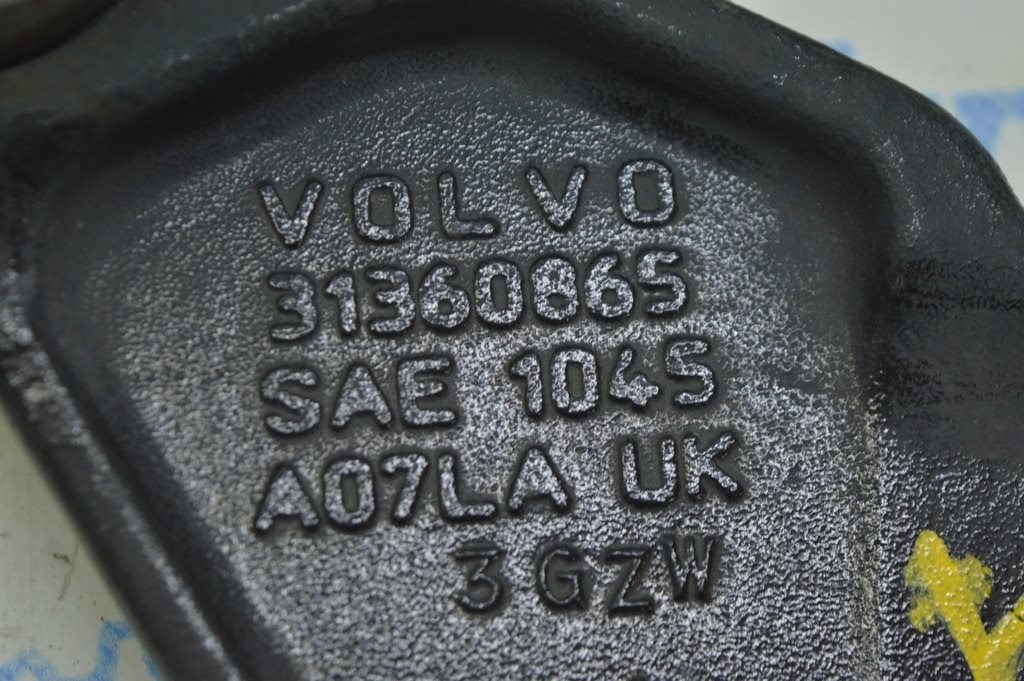 VOLVO
31360865
SAE 1045
A07LA UK
3 GZW